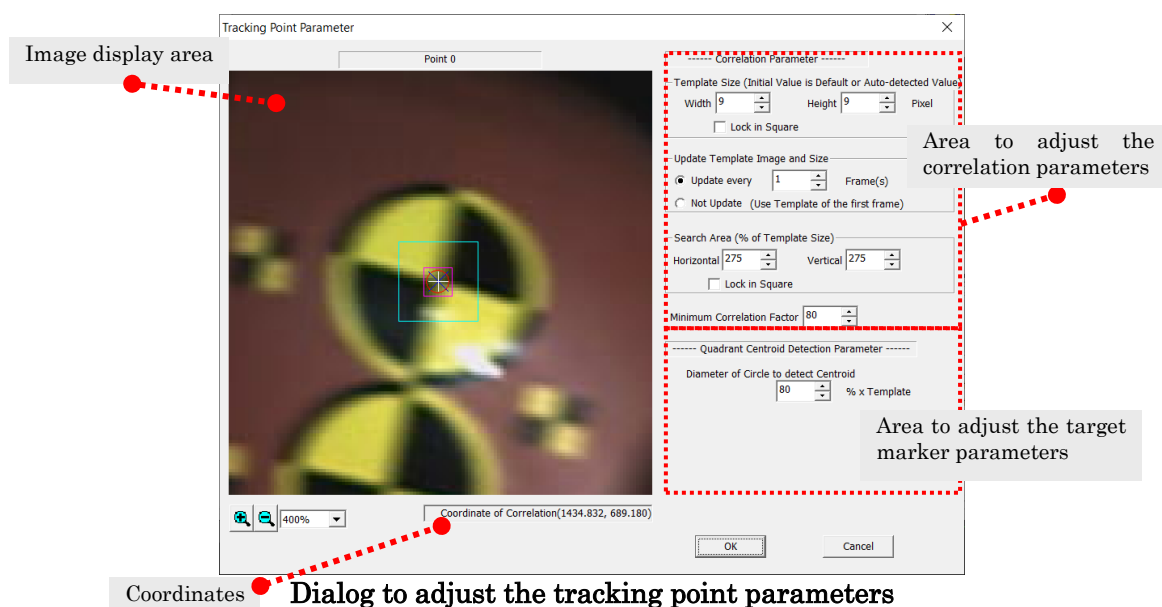 Tracking Point Parameter
Image display area
Point 0
------ Correlation Parameter ------
Template Size (Initial Value is Default or Auto-detected Value)
Width 9 Height 9 Pixel
Lock in Square
Area to adjust the
correlation parameters
Update Template Image and Size
Update every 1 Frame(s)
Not Update (Use Template of the first frame)
Search Area (% of Template Size)
Horizontal 275 Vertical 275
Lock in Square
Minimum Correlation Factor 80
------ Quadrant Centroid Detection Parameter ------
Diameter of Circle to detect Centroid
80 % x Template
Area to adjust the target
marker parameters
400%
Coordinate of Correlation(1434.832, 689.180)
OK Cancel
Coordinates
Dialog to adjust the tracking point parameters